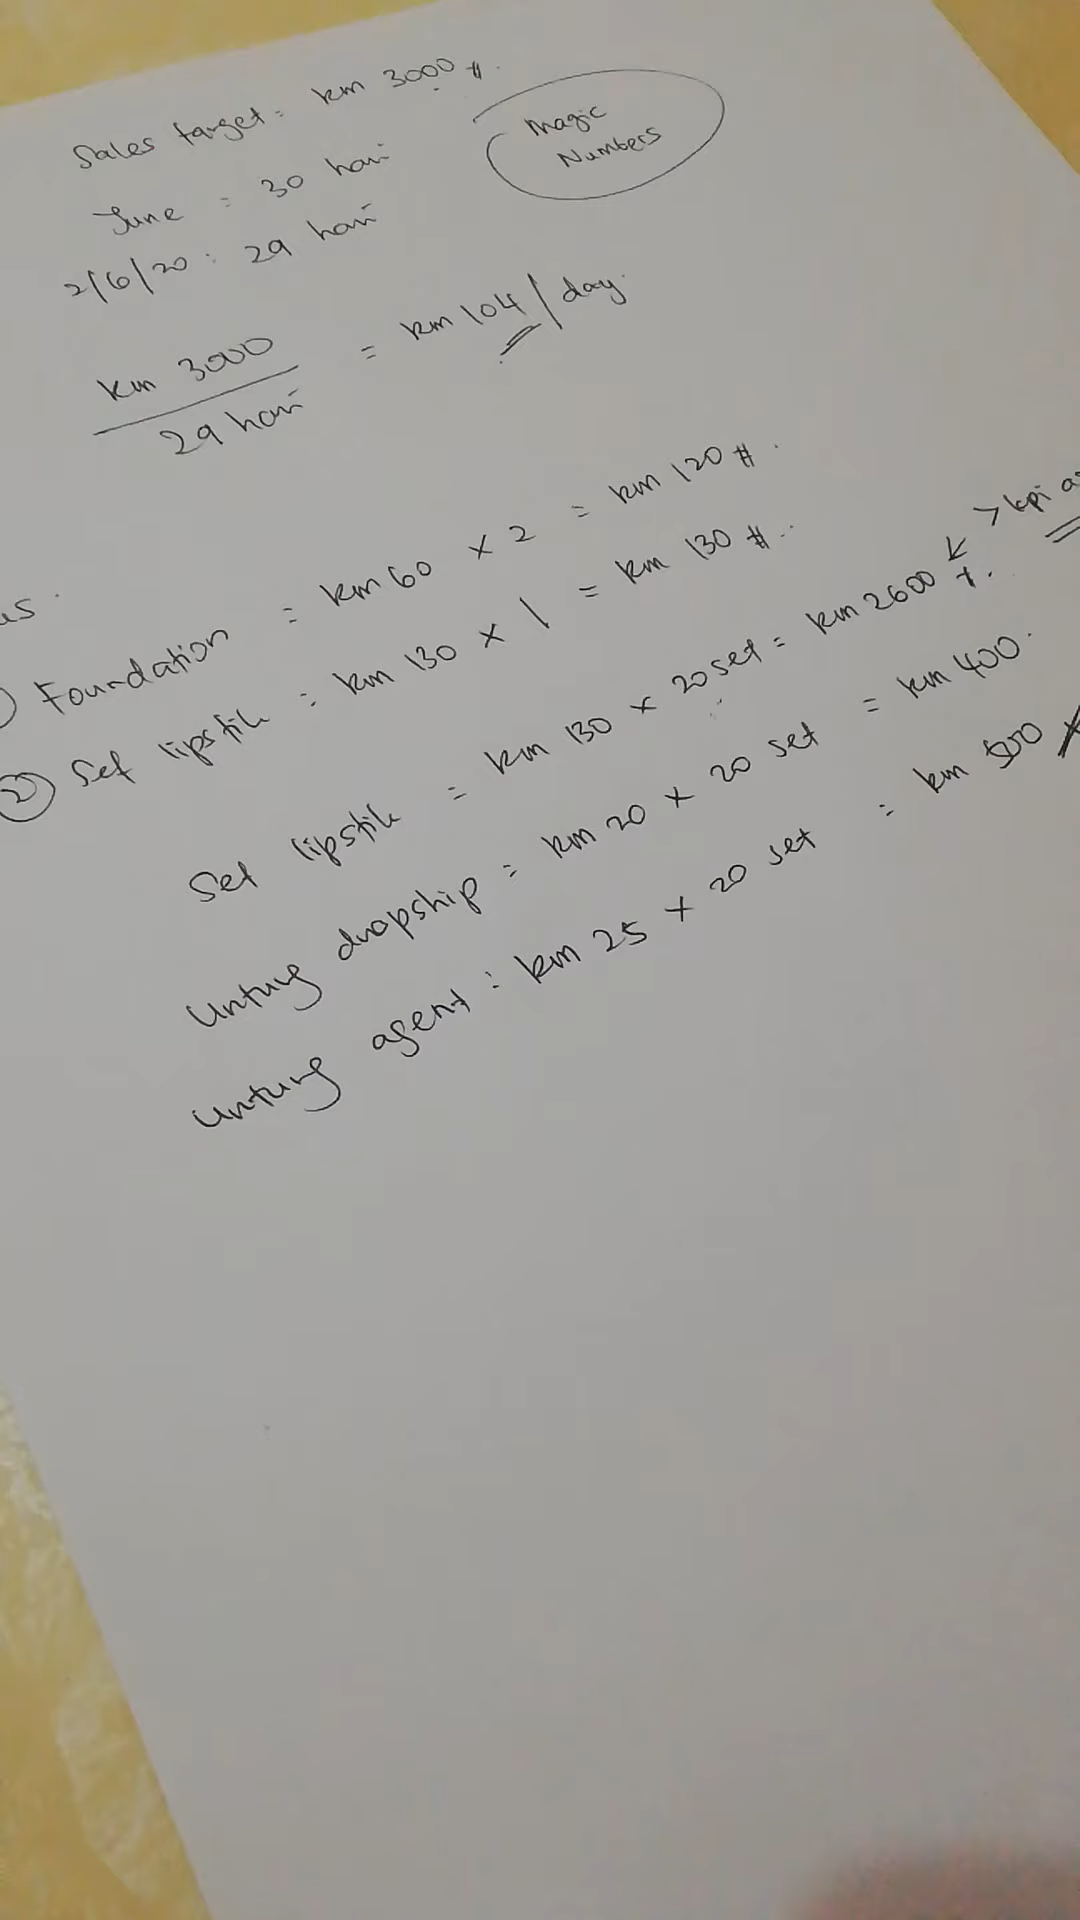 Sales target = RM 3000 #.
Magic
Numbers
June = 30 hari
2/6/20 : 29 hari
RM 3000 / 29 hari = RM 104 / day.
Foundation = RM 60 x 2 = RM 120 #.
② Set lipstik = RM 130 x 1 = RM 130 #.
Set lipstik = RM 130 x 20 set = RM 2600 #. > kpi
Untung dropship = RM 20 x 20 set = RM 400.
Untung agent = RM 25 x 20 set = RM 500